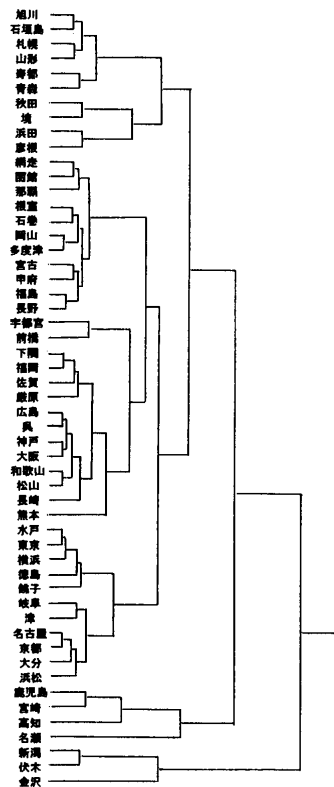 旭川
石垣島
札幌
山形
寿都
青森
秋田
境
浜田
彦根
網走
函館
那覇
根室
石巻
岡山
多度津
宮古
甲府
福島
長野
宇都宮
前橋
下関
福岡
佐賀
厳原
広島
呉
神戸
大阪
和歌山
松山
長崎
熊本
水戸
東京
横浜
徳島
銚子
岐阜
津
名古屋
京都
大分
浜松
鹿児島
宮崎
高知
名瀬
新潟
伏木
金沢